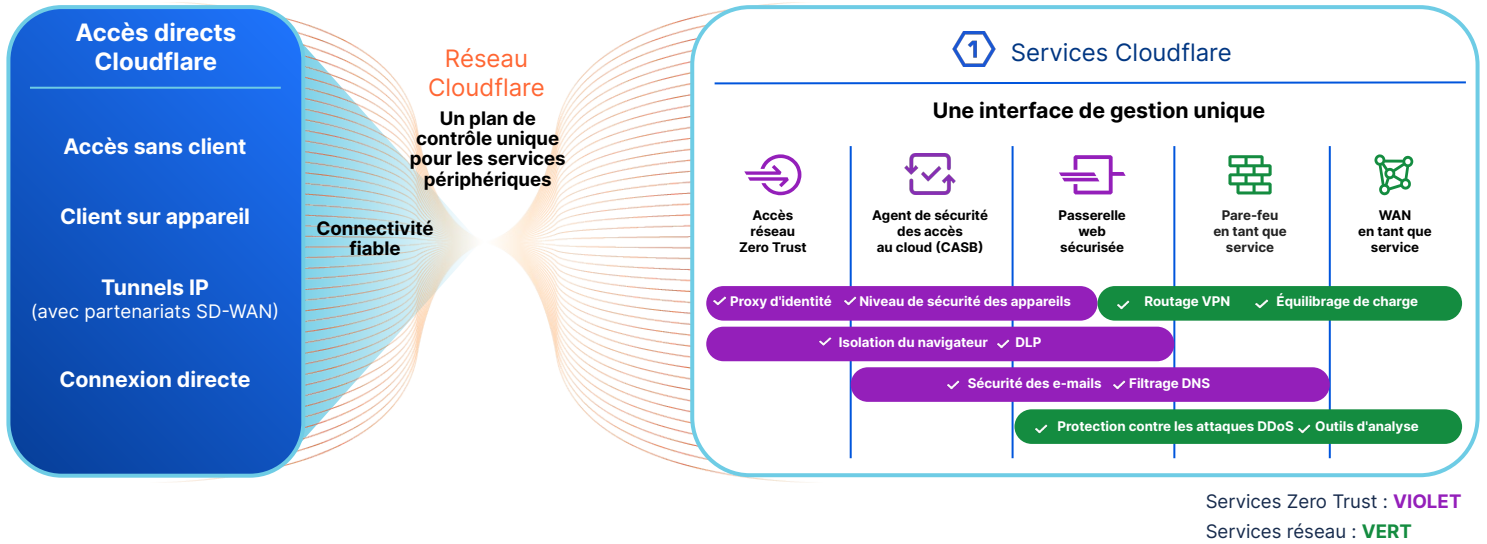 Accès directs
Cloudflare
Accès sans client
Client sur appareil
Tunnels IP
(avec partenariats SD-WAN)
Connexion directe
Réseau
Cloudflare
Un plan de
contrôle unique
pour les services
périphériques
Connectivité
fiable
1 Services Cloudflare
Une interface de gestion unique
Accès
réseau
Zero Trust
Agent de sécurité
des accès
au cloud (CASB)
Passerelle
web
sécurisée
Pare-feu
en tant que
service
WAN
en tant que
service
Proxy d'identité Niveau de sécurité des appareils Routage VPN Équilibrage de charge
Isolation du navigateur DLP
Sécurité des e-mails Filtrage DNS
Protection contre les attaques DDoS Outils d'analyse
Services Zero Trust : VIOLET
Services réseau : VERT